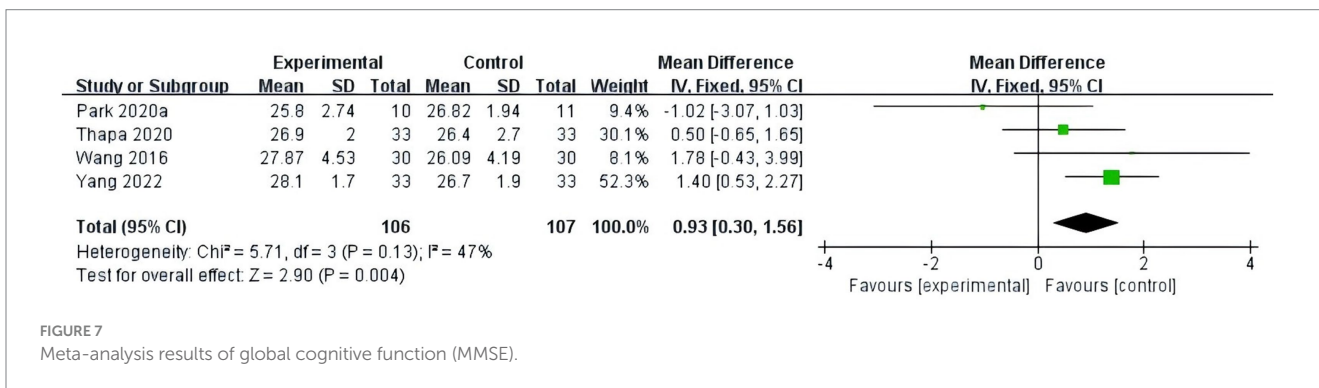 Experimental Control Mean Difference Mean Difference
Study or Subgroup Mean SD Total Mean SD Total Weight IV, Fixed, 95% CI IV, Fixed, 95% CI
Park 2020a 25.8 2.74 10 26.82 1.94 11 9.4% -1.02 [-3.07, 1.03]
Thapa 2020 26.9 2 33 26.4 2.7 33 30.1% 0.50 [-0.65, 1.65]
Wang 2016 27.87 4.53 30 26.09 4.19 30 8.1% 1.78 [-0.43, 3.99]
Yang 2022 28.1 1.7 33 26.7 1.9 33 52.3% 1.40 [0.53, 2.27]
Total (95% CI) 106 107 100.0% 0.93 [0.30, 1.56]
Heterogeneity: Chi² = 5.71, df = 3 (P = 0.13); I² = 47%
Test for overall effect: Z = 2.90 (P = 0.004)
-4 -2 0 2 4
Favours [experimental] Favours [control]
FIGURE 7
Meta-analysis results of global cognitive function (MMSE).